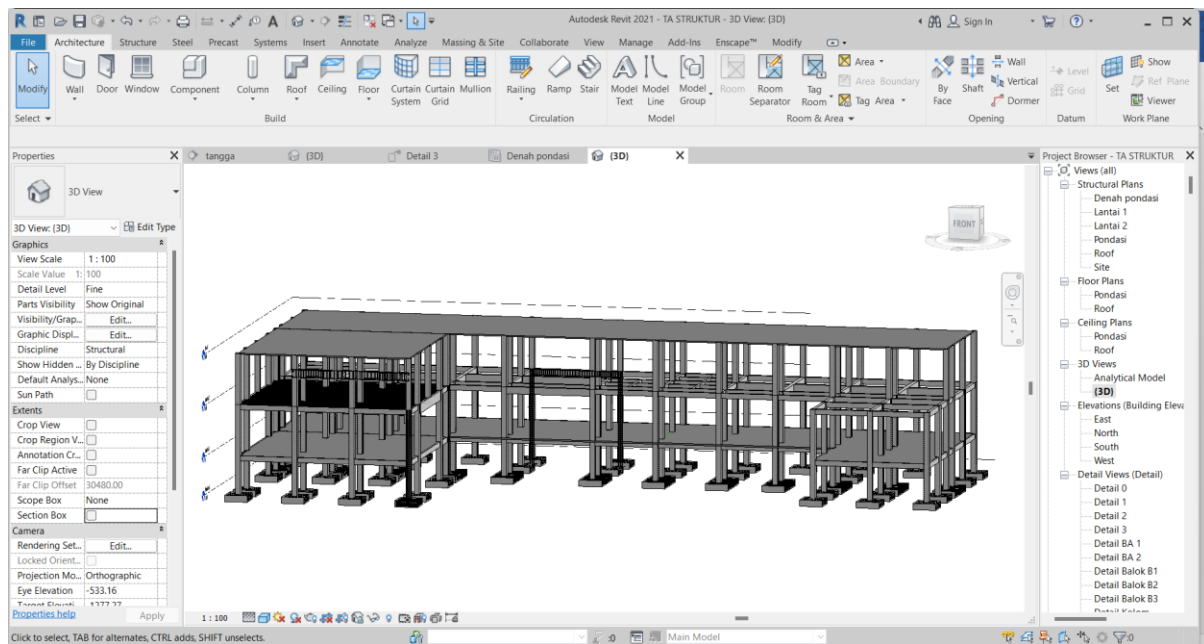 Autodesk Revit 2021 - TA STRUKTUR - 3D View: {3D}
Sign In
File Architecture Structure Steel Precast Systems Insert Annotate Analyze Massing & Site Collaborate View Manage Add-Ins Enscape™ Modify
Modify Wall Door Window Component Column Roof Ceiling Floor Curtain System Curtain Grid Mullion Railing Ramp Stair Model Text Model Line Model Group Room Room Separator Tag Room Area Area Boundary Tag Area By Face Shaft Wall Vertical Dormer Level Grid Set Show Ref Plane Viewer
Select Build Circulation Model Room & Area Opening Datum Work Plane
Properties
tangga {3D} Detail 3 Denah pondasi {3D}
3D View
3D View: {3D} Edit Type
Graphics
View Scale 1 : 100
Scale Value 1: 100
Detail Level Fine
Parts Visibility Show Original
Visibility/Grap... Edit...
Graphic Displ... Edit...
Discipline Structural
Show Hidden ... By Discipline
Default Analys... None
Sun Path
Extents
Crop View
Crop Region V...
Annotation Cr...
Far Clip Active
Far Clip Offset 30480.00
Scope Box None
Section Box
Camera
Rendering Set... Edit...
Locked Orient...
Projection Mo... Orthographic
Eye Elevation -533.16
Properties help Apply
FRONT
1 : 100
Project Browser - TA STRUKTUR
Views (all)
Structural Plans
Denah pondasi
Lantai 1
Lantai 2
Pondasi
Roof
Site
Floor Plans
Pondasi
Roof
Ceiling Plans
Pondasi
Roof
3D Views
Analytical Model
{3D}
Elevations (Building Eleva
East
North
South
West
Detail Views (Detail)
Detail 0
Detail 1
Detail 2
Detail 3
Detail BA 1
Detail BA 2
Detail Balok B1
Detail Balok B2
Detail Balok B3
Click to select, TAB for alternates, CTRL adds, SHIFT unselects.
:0 Main Model
:0